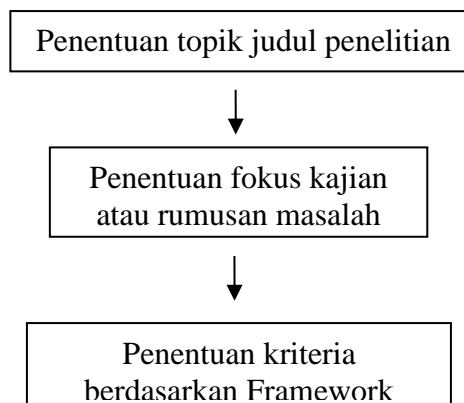 Penentuan topik judul penelitian
Penentuan fokus kajian
atau rumusan masalah
Penentuan kriteria
berdasarkan Framework